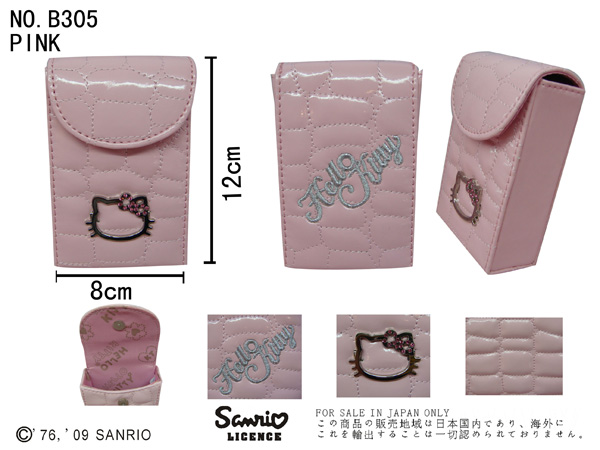 NO.B305
PINK
12cm
Hello Kitty
8cm
Hello Kitty
©'76,'09 SANRIO
Sanrio
LICENCE
FOR SALE IN JAPAN ONLY
この商品の販売地域は日本国内であり、海外に
これを輸出することは一切認められておりません。